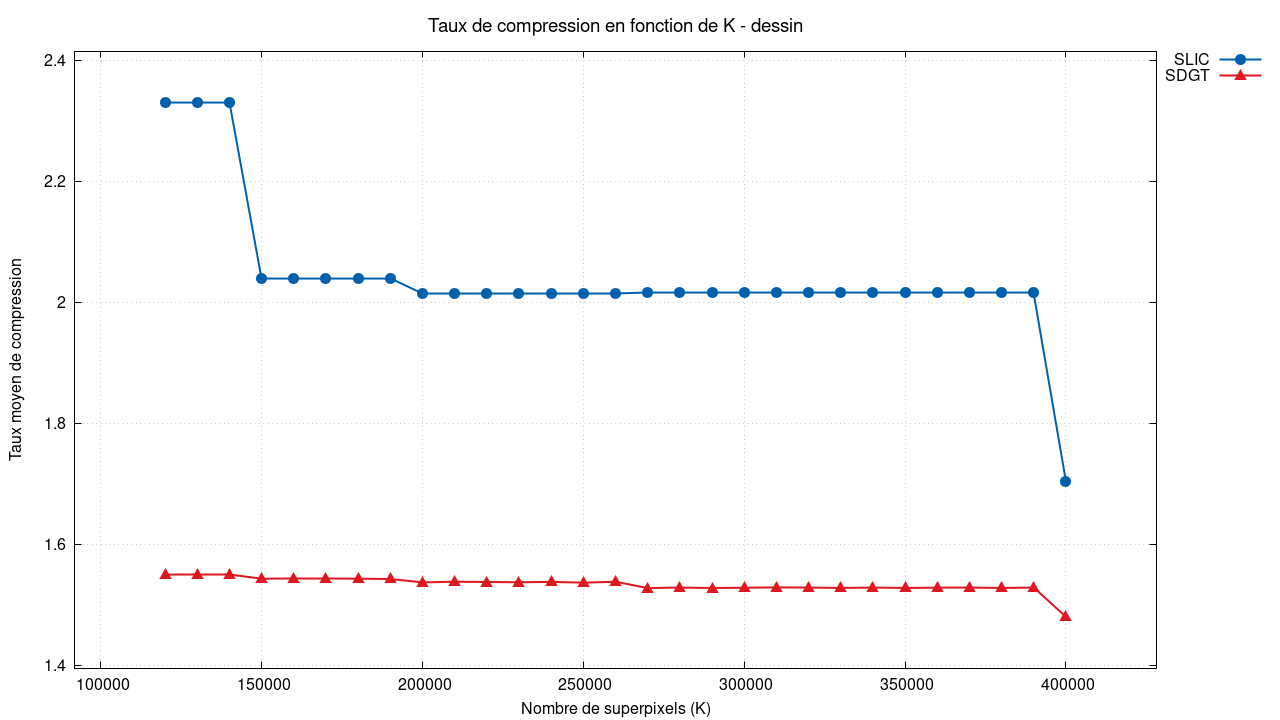 Taux de compression en fonction de K - dessin
SLIC
SDGT
2.4
2.2
2
1.8
1.6
1.4
Taux moyen de compression
100000 150000 200000 250000 300000 350000 400000
Nombre de superpixels (K)